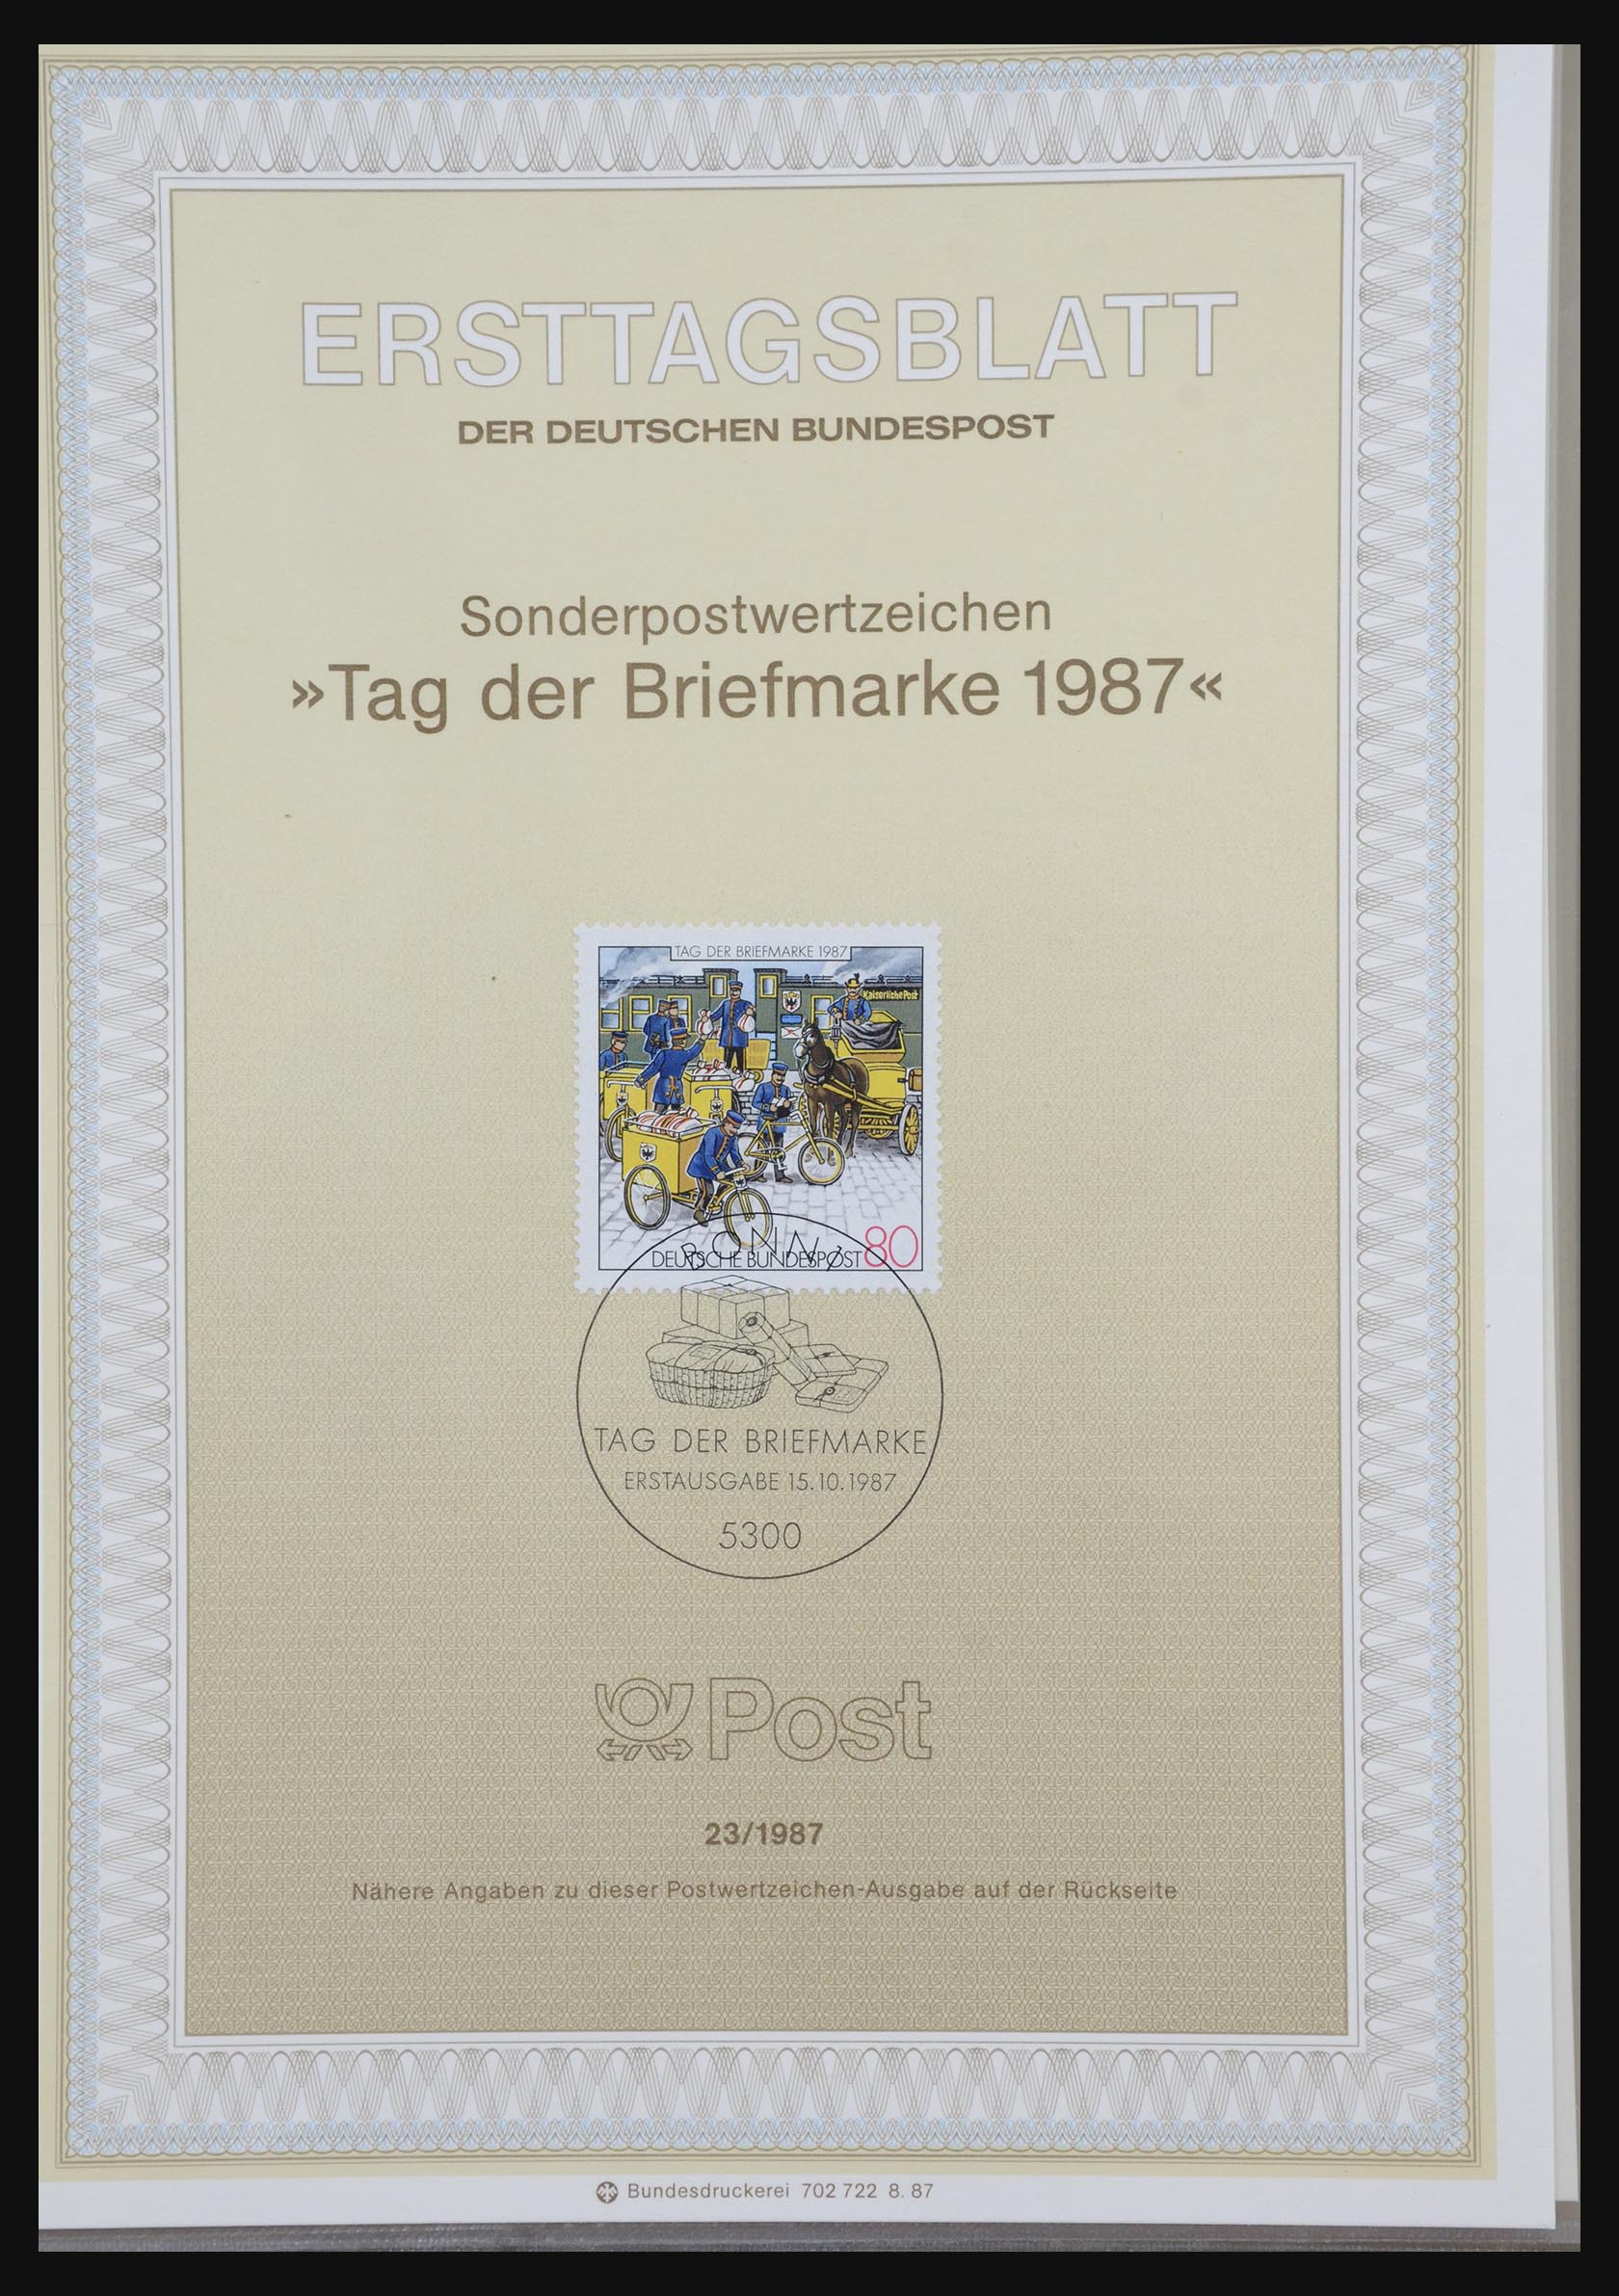 ERSTTAGSBLATT
DER DEUTSCHEN BUNDESPOST
Sonderpostwertzeichen
»Tag der Briefmarke 1987«
TAG DER BRIEFMARKE 1987
Kaiserliche Post
DEUTSCHE BUNDESPOST 80
BONN 1
TAG DER BRIEFMARKE
ERSTAUSGABE 15.10.1987
5300
Post
23/1987
Nähere Angaben zu dieser Postwertzeichen-Ausgabe auf der Rückseite
Bundesdruckerei 702 722 8. 87